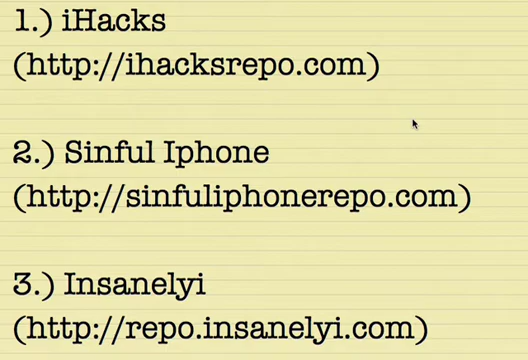 1.) iHacks
(http://ihacksrepo.com)
2.) Sinful Iphone
(http://sinfuliphonerepo.com)
3.) Insanelyi
(http://repo.insanelyi.com)